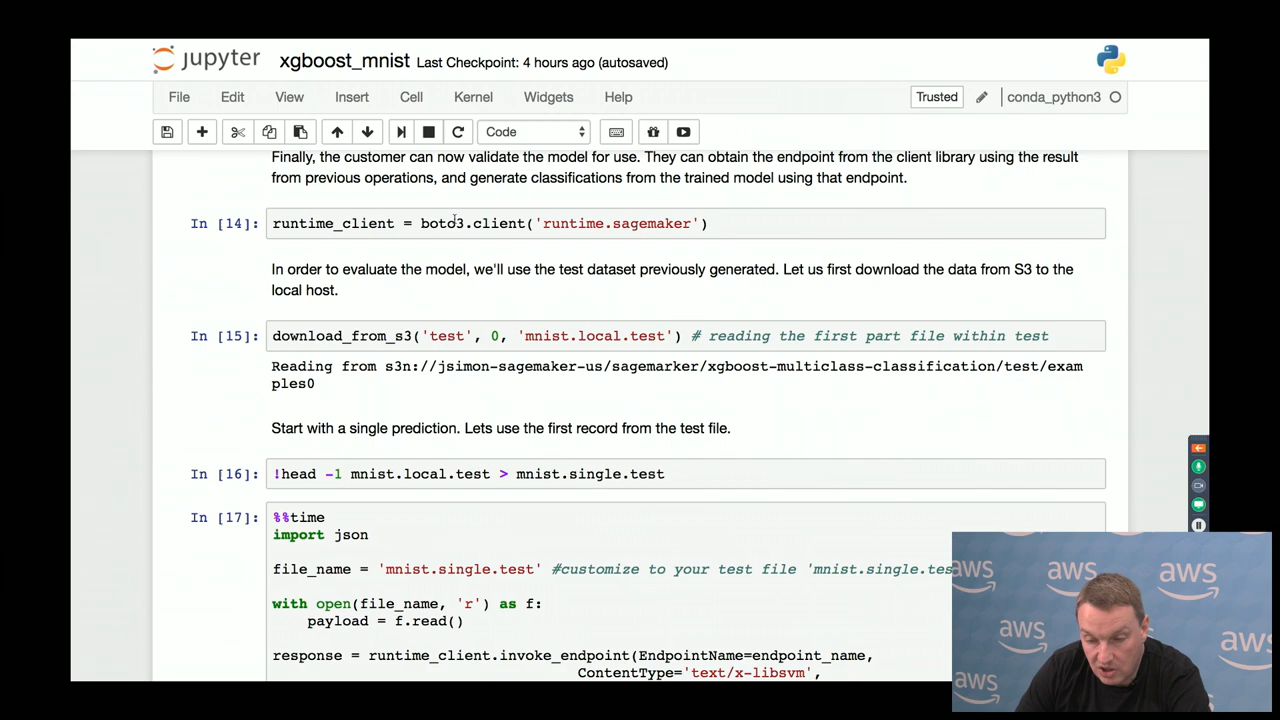 jupyter xgboost_mnist Last Checkpoint: 4 hours ago (autosaved)
File Edit View Insert Cell Kernel Widgets Help Trusted conda_python3
Code
Finally, the customer can now validate the model for use. They can obtain the endpoint from the client library using the result
from previous operations, and generate classifications from the trained model using that endpoint.
In [14]: runtime_client = boto3.client('runtime.sagemaker')
In order to evaluate the model, we'll use the test dataset previously generated. Let us first download the data from S3 to the
local host.
In [15]: download_from_s3('test', 0, 'mnist.local.test') # reading the first part file within test
Reading from s3n://jsimon-sagemaker-us/sagemarker/xgboost-multiclass-classification/test/exam
ples0
Start with a single prediction. Lets use the first record from the test file.
In [16]: !head -1 mnist.local.test > mnist.single.test
In [17]: %%time
import json
file_name = 'mnist.single.test' #customize to your test file 'mnist.single.tes
with open(file_name, 'r') as f:
payload = f.read()
response = runtime_client.invoke_endpoint(EndpointName=endpoint_name,
ContentType='text/x-libsvm',
aws aws aws
aws aws
aws aws